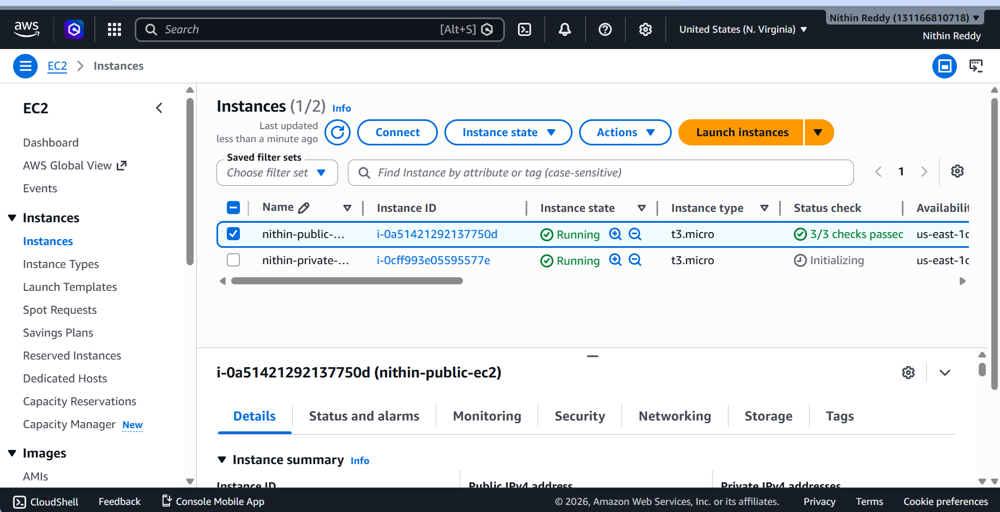 aws
Search [Alt+S]
United States (N. Virginia)
Nithin Reddy (131166810718)
Nithin Reddy
EC2
Instances
EC2
Dashboard
AWS Global View
Events
Instances
Instances
Instance Types
Launch Templates
Spot Requests
Savings Plans
Reserved Instances
Dedicated Hosts
Capacity Reservations
Capacity Manager New
Images
AMIs
Instances (1/2) Info
Last updated
less than a minute ago
Connect
Instance state
Actions
Launch instances
Saved filter sets
Choose filter set
Find Instance by attribute or tag (case-sensitive)
1
Name Instance ID Instance state Instance type Status check Availabilit
nithin-public-... i-0a51421292137750d Running t3.micro 3/3 checks passed us-east-1c
nithin-private-... i-0cff993e05595577e Running t3.micro Initializing us-east-1c
i-0a51421292137750d (nithin-public-ec2)
Details Status and alarms Monitoring Security Networking Storage Tags
Instance summary Info
Instance ID Public IPv4 address Private IPv4 addresses
CloudShell Feedback Console Mobile App © 2026, Amazon Web Services, Inc. or its affiliates. Privacy Terms Cookie preferences